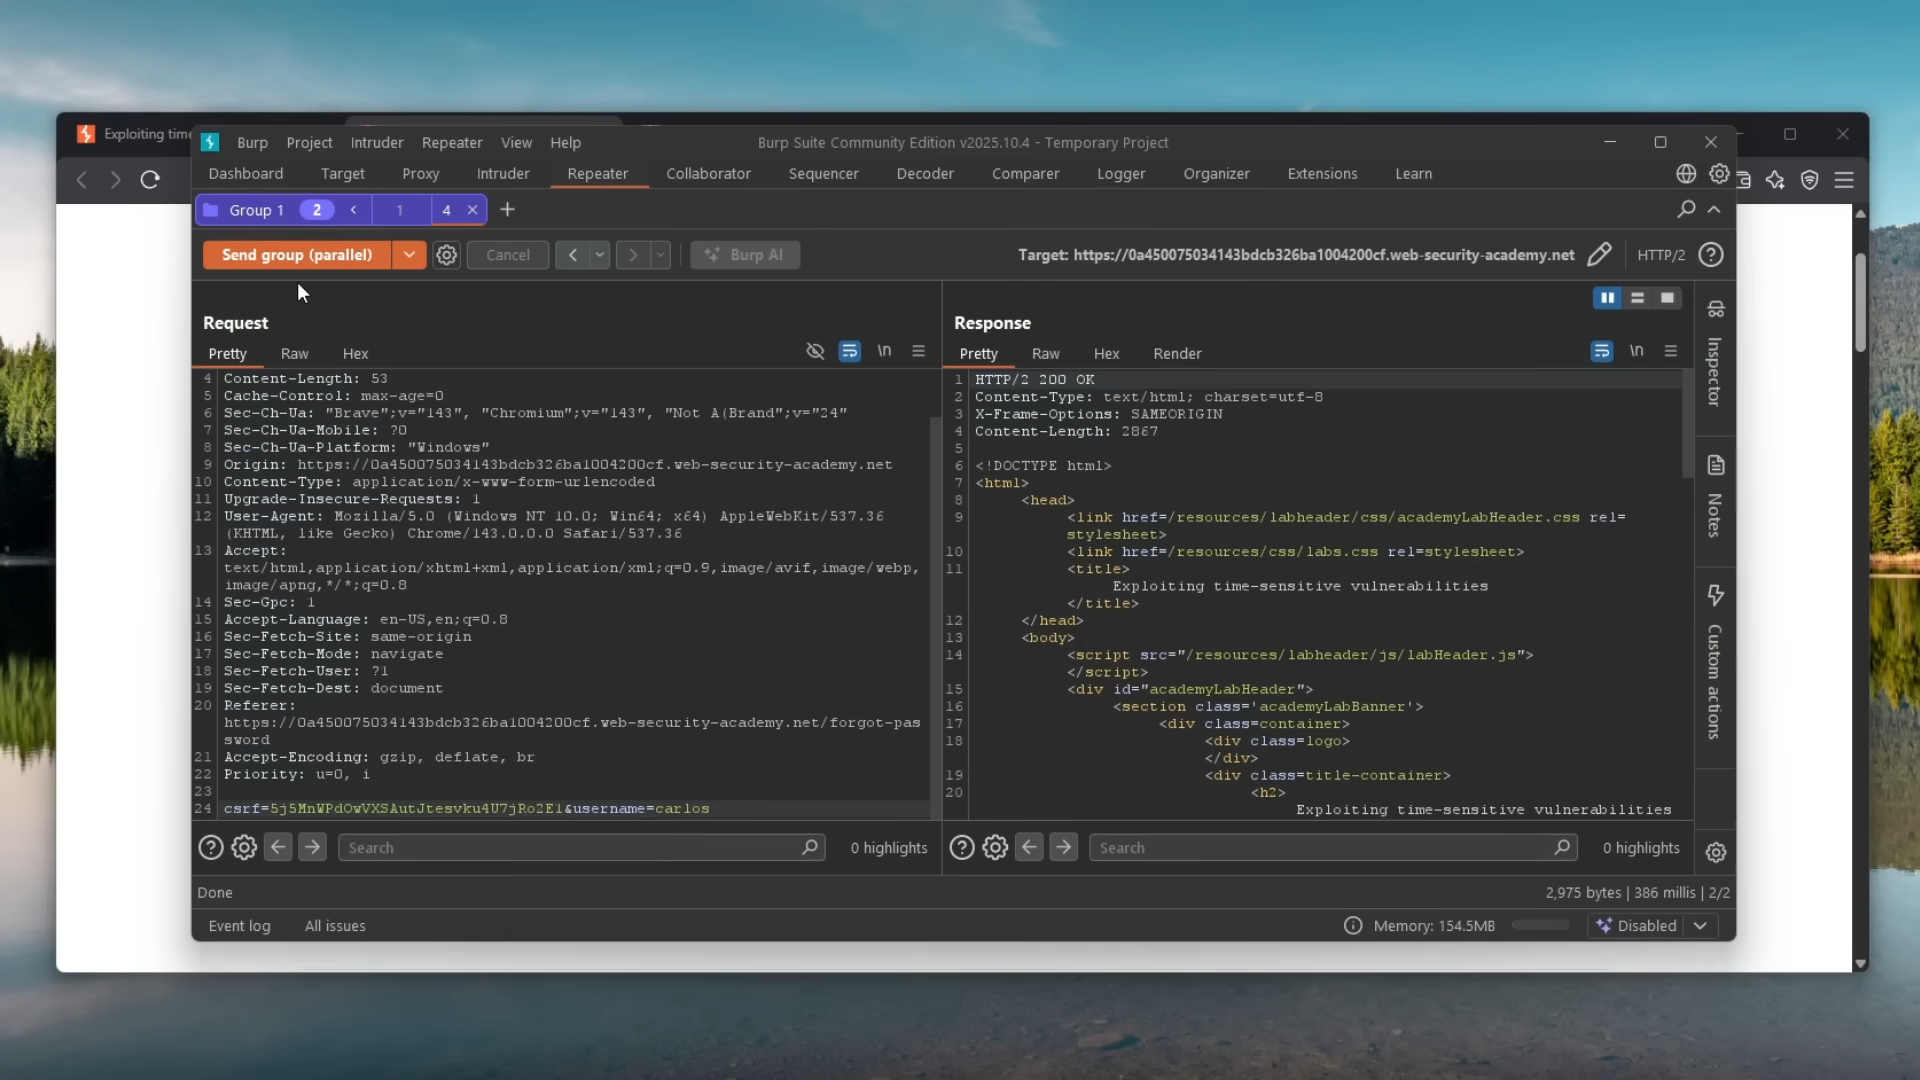 Exploiting time
Burp Project Intruder Repeater View Help
Burp Suite Community Edition v2025.10.4 - Temporary Project
Dashboard Target Proxy Intruder Repeater Collaborator Sequencer Decoder Comparer Logger Organizer Extensions Learn
Group 1 2 1 4
Send group (parallel) Cancel Burp AI
Target: https://0a450075034143bdcb326ba1004200cf.web-security-academy.net HTTP/2
Request
Pretty Raw Hex \n
4 Content-Length: 53
5 Cache-Control: max-age=0
6 Sec-Ch-Ua: "Brave";v="143", "Chromium";v="143", "Not A(Brand";v="24"
7 Sec-Ch-Ua-Mobile: ?0
8 Sec-Ch-Ua-Platform: "Windows"
9 Origin: https://0a450075034143bdcb326ba1004200cf.web-security-academy.net
10 Content-Type: application/x-www-form-urlencoded
11 Upgrade-Insecure-Requests: 1
12 User-Agent: Mozilla/5.0 (Windows NT 10.0; Win64; x64) AppleWebKit/537.36
(KHTML, like Gecko) Chrome/143.0.0.0 Safari/537.36
13 Accept:
text/html,application/xhtml+xml,application/xml;q=0.9,image/avif,image/webp,
image/apng,*/*;q=0.8
14 Sec-Gpc: 1
15 Accept-Language: en-US,en;q=0.8
16 Sec-Fetch-Site: same-origin
17 Sec-Fetch-Mode: navigate
18 Sec-Fetch-User: ?1
19 Sec-Fetch-Dest: document
20 Referer:
https://0a450075034143bdcb326ba1004200cf.web-security-academy.net/forgot-pas
sword
21 Accept-Encoding: gzip, deflate, br
22 Priority: u=0, i
23
24 csrf=5j5MnWPdOwVXSAutJtesvku4U7jRo2E1&username=carlos
Search 0 highlights
Response
Pretty Raw Hex Render \n
1 HTTP/2 200 OK
2 Content-Type: text/html; charset=utf-8
3 X-Frame-Options: SAMEORIGIN
4 Content-Length: 2867
5
6 <!DOCTYPE html>
7 <html>
8 <head>
9 <link href=/resources/labheader/css/academyLabHeader.css rel=
stylesheet>
10 <link href=/resources/css/labs.css rel=stylesheet>
11 <title>
Exploiting time-sensitive vulnerabilities
</title>
12 </head>
13 <body>
14 <script src="/resources/labheader/js/labHeader.js">
</script>
15 <div id="academyLabHeader">
16 <section class='academyLabBanner'>
17 <div class=container>
18 <div class=logo>
</div>
19 <div class=title-container>
20 <h2>
Exploiting time-sensitive vulnerabilities
Search 0 highlights
Inspector
Notes
Custom actions
Done
2,975 bytes | 386 millis | 2/2
Event log All issues
Memory: 154.5MB Disabled